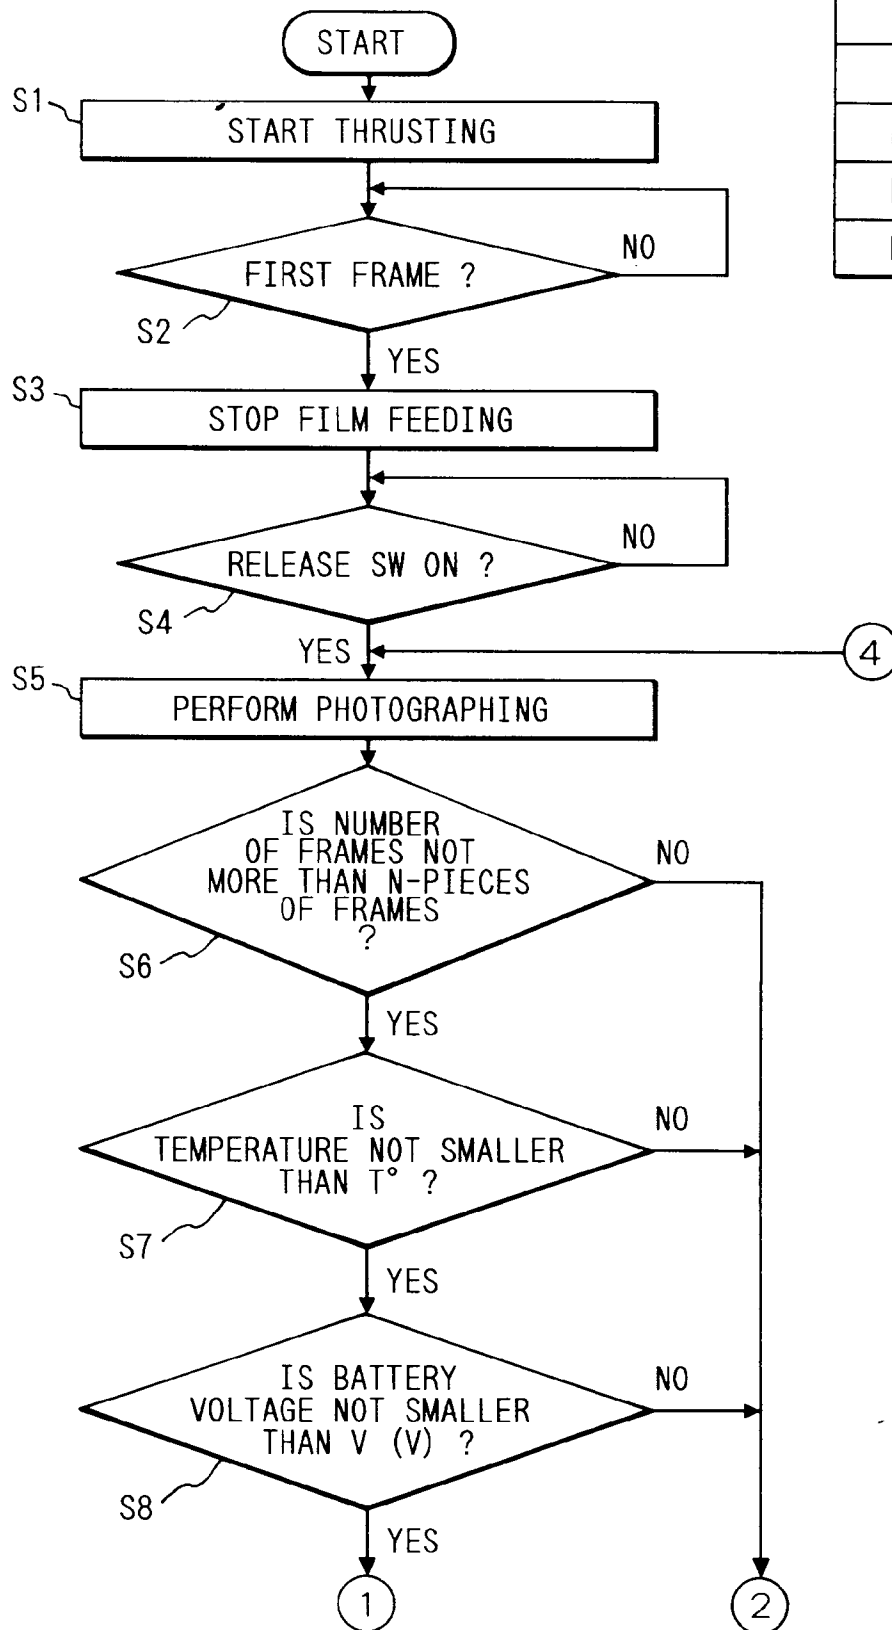 START
S1
START THRUSTING
FIRST FRAME ?
NO
S2
YES
S3
STOP FILM FEEDING
RELEASE SW ON ?
NO
S4
YES
4
S5
PERFORM PHOTOGRAPHING
IS NUMBER
OF FRAMES NOT
MORE THAN N-PIECES
OF FRAMES
?
NO
S6
YES
IS
TEMPERATURE NOT SMALLER
THAN T° ?
NO
S7
YES
IS BATTERY
VOLTAGE NOT SMALLER
THAN V (V) ?
NO
S8
YES
1
2